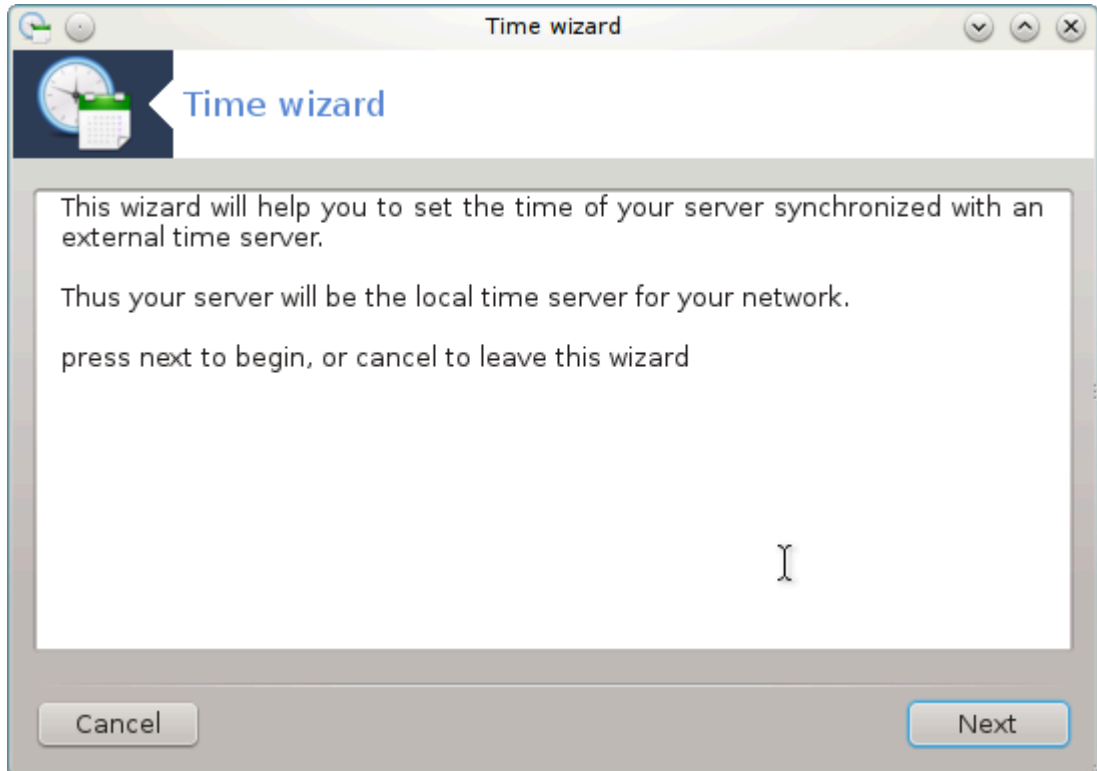 Time wizard
Time wizard
This wizard will help you to set the time of your server synchronized with an
external time server.
Thus your server will be the local time server for your network.
press next to begin, or cancel to leave this wizard
Cancel
Next